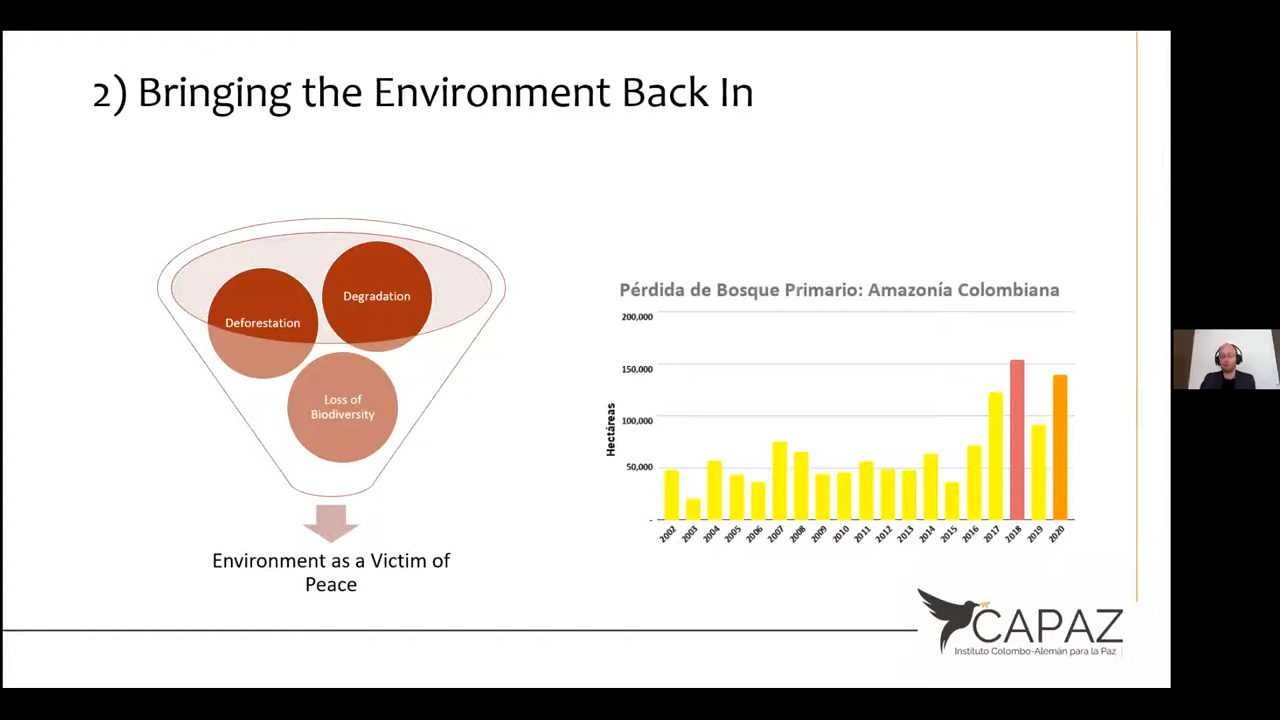 2) Bringing the Environment Back In
Degradation
Deforestation
Loss of
Biodiversity
Environment as a Victim of
Peace
Pérdida de Bosque Primario: Amazonía Colombiana
200,000
150,000
100,000
50,000
-
Hectáreas
2002 2003 2004 2005 2006 2007 2008 2009 2010 2011 2012 2013 2014 2015 2016 2017 2018 2019 2020
CAPAZ
Instituto Colombo-Alemán para la Paz